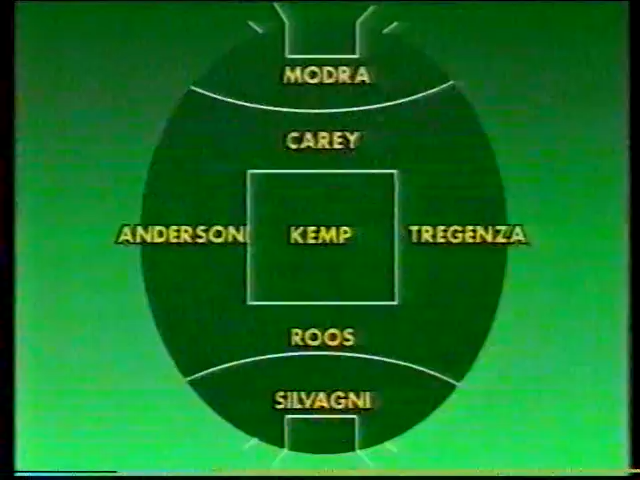 MODRA
CAREY
ANDERSON KEMP TREGENZA
ROOS
SILVAGNI